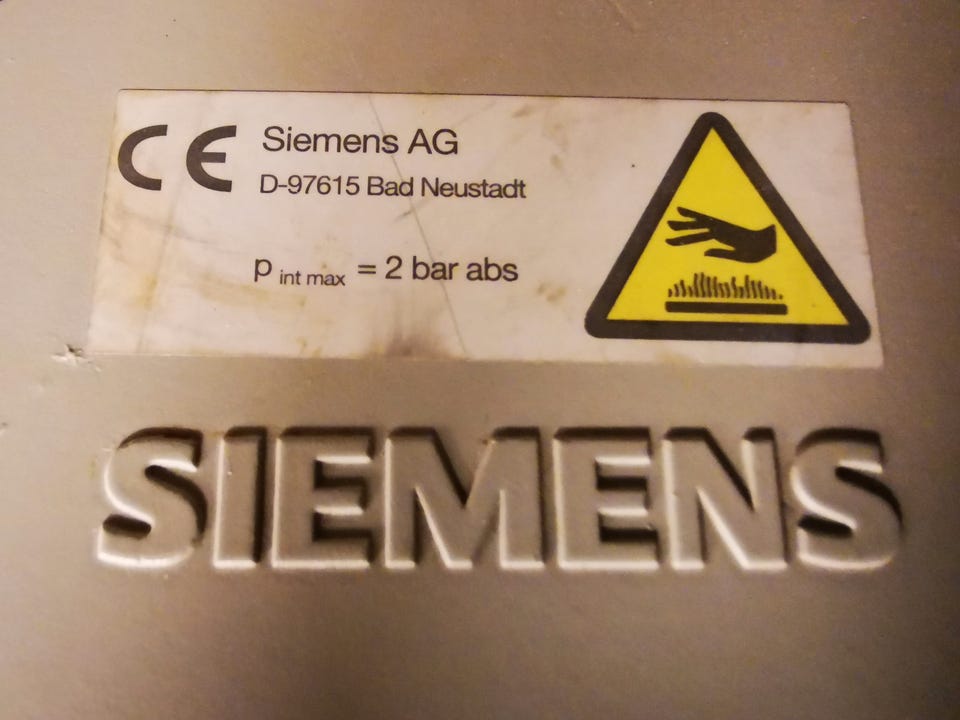 CE
Siemens AG
D-97615 Bad Neustadt
p int max = 2 bar abs
SIEMENS